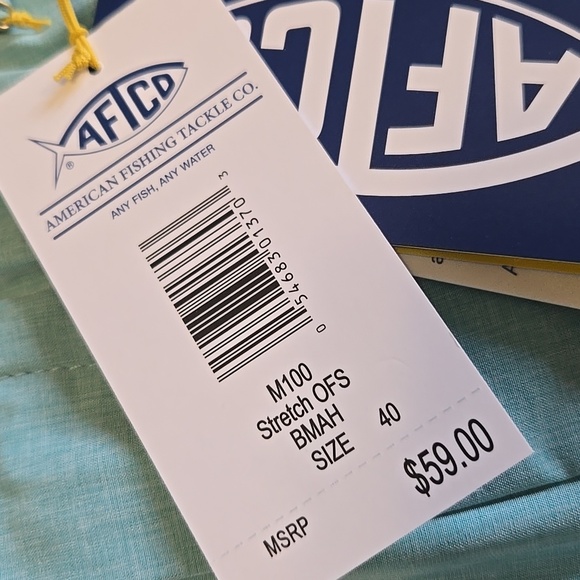 AFTCO
®
AMERICAN FISHING TACKLE CO.
ANY FISH, ANY WATER
0 54683 01370 3
M100
Stretch OFS
BMAH
SIZE 40
MSRP $59.00
AFTC